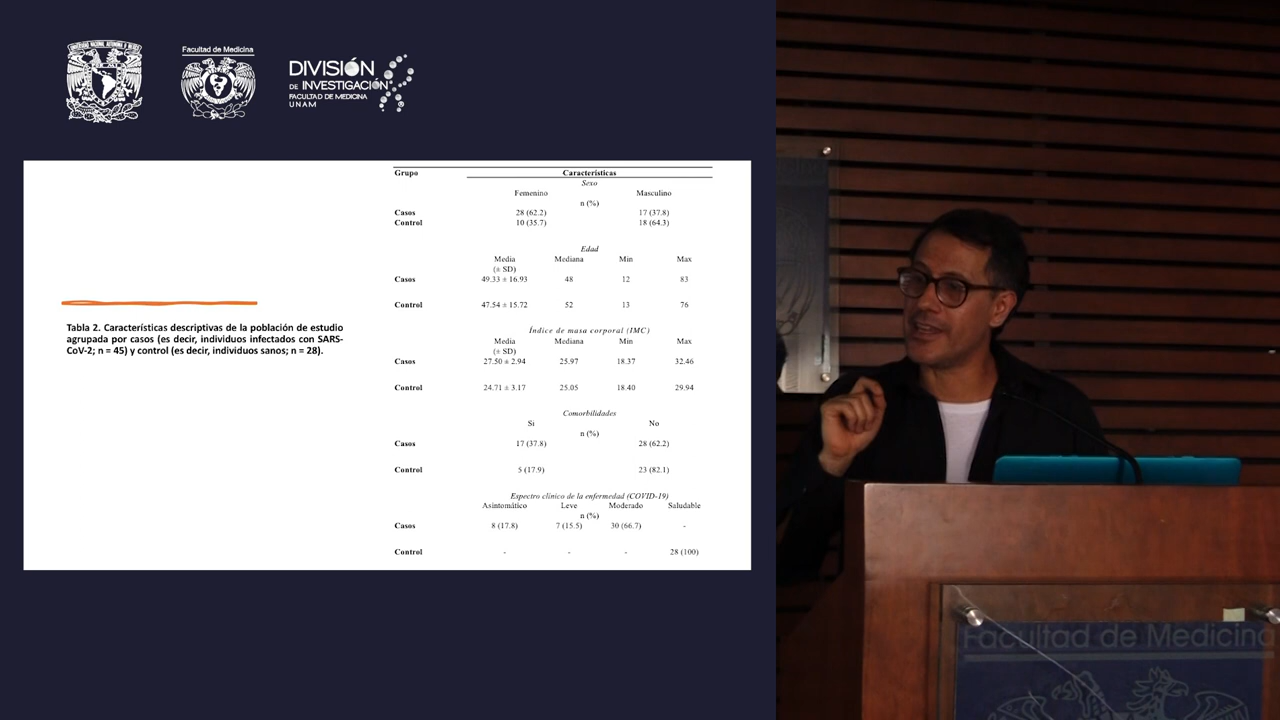 UNIVERSIDAD NACIONAL AUTÓNOMA DE MÉXICO
Facultad de Medicina
DIVISIÓN
DE INVESTIGACIÓN
FACULTAD DE MEDICINA
UNAM
Tabla 2. Características descriptivas de la población de estudio
agrupada por casos (es decir, individuos infectados con SARS-
CoV-2; n = 45) y control (es decir, individuos sanos; n = 28).
Grupo Características
Sexo
Femenino Masculino
n (%)
Casos 28 (62.2) 17 (37.8)
Control 10 (35.7) 18 (64.3)
Edad
Media Mediana Min Max
(± SD)
Casos 49.33 ± 16.93 48 12 83
Control 47.54 ± 15.72 52 13 76
Índice de masa corporal (IMC)
Media Mediana Min Max
(± SD)
Casos 27.50 ± 2.94 25.97 18.37 32.46
Control 24.71 ± 3.17 25.05 18.40 29.94
Comorbilidades
Si No
n (%)
Casos 17 (37.8) 28 (62.2)
Control 5 (17.9) 23 (82.1)
Espectro clínico de la enfermedad (COVID-19)
Asintomático Leve Moderado Saludable
n (%)
Casos 8 (17.8) 7 (15.5) 30 (66.7) -
Control - - - 28 (100)
Facultad de Medicina